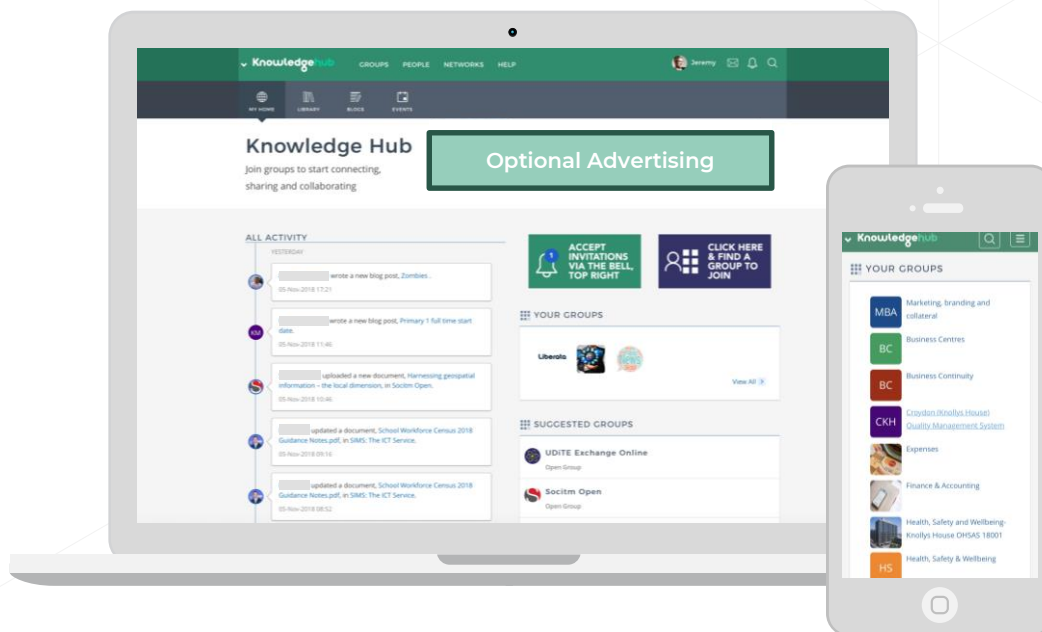 Knowledgehub
GROUPS PEOPLE NETWORKS HELP
Jeremy
MY HOME LIBRARY BLOGS EVENTS
Knowledge Hub
Join groups to start connecting,
sharing and collaborating
Optional Advertising
ALL ACTIVITY
YESTERDAY
wrote a new blog post, Zombies .
05-Nov-2018 17:21
KM
wrote a new blog post, Primary 1 full time start
date.
05-Nov-2018 11:46
uploaded a new document, Harnessing geospatial
information – the local dimension, in Socitm Open.
05-Nov-2018 10:46
updated a document, School Workforce Census 2018
Guidance Notes.pdf, in SIMS: The ICT Service.
05-Nov-2018 09:16
updated a document, School Workforce Census 2018
Guidance Notes.pdf, in SIMS: The ICT Service.
05-Nov-2018 08:52
1
ACCEPT
INVITATIONS
VIA THE BELL,
TOP RIGHT
CLICK HERE
& FIND A
GROUP TO
JOIN
YOUR GROUPS
Liberata
View All
SUGGESTED GROUPS
UDiTE Exchange Online
Open Group
Socitm Open
Open Group
Knowledgehub
YOUR GROUPS
MBA
Marketing, branding and
collateral
BC
Business Centres
BC
Business Continuity
CKH
Croydon (Knollys House)
Quality Management System
Expenses
Finance & Accounting
Health, Safety and Wellbeing-
Knollys House OHSAS 18001
HS
Health, Safety & Wellbeing